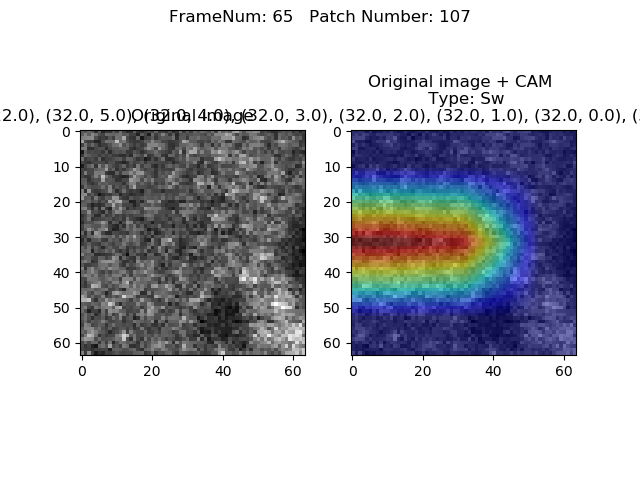 FrameNum: 65   Patch Number: 107
Original image + CAM
Type: Sw
2.0), (32.0, 5.0), (32.0, 4.0), (32.0, 3.0), (32.0, 2.0), (32.0, 1.0), (32.0, 0.0), (
Original image
0
10
20
30
40
50
60
0 20 40 60
0
10
20
30
40
50
60
0 20 40 60